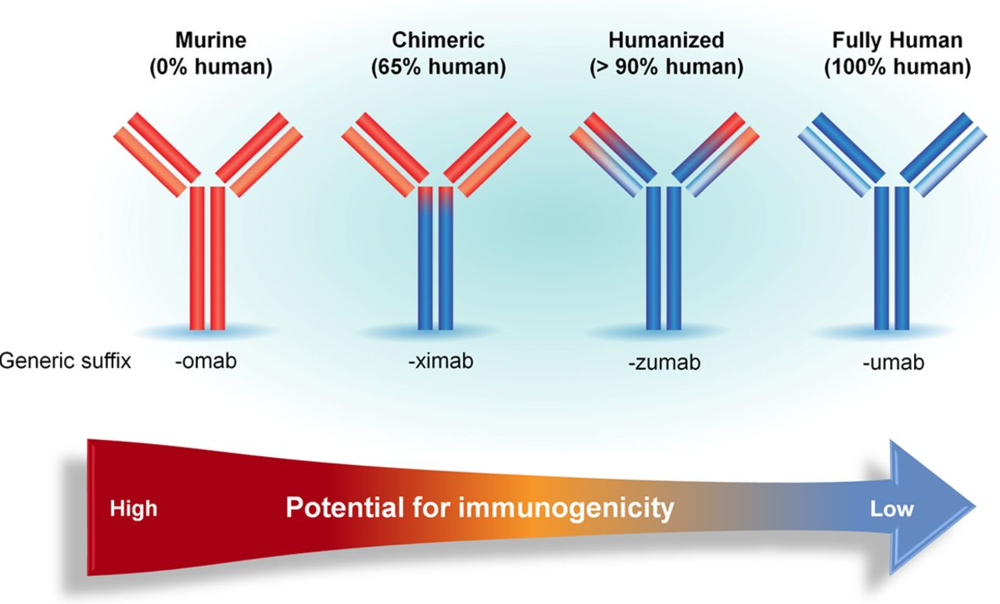 Murine
(0% human)
Chimeric
(65% human)
Humanized
(> 90% human)
Fully Human
(100% human)
Generic suffix
-omab
-ximab
-zumab
-umab
High
Potential for immunogenicity
Low